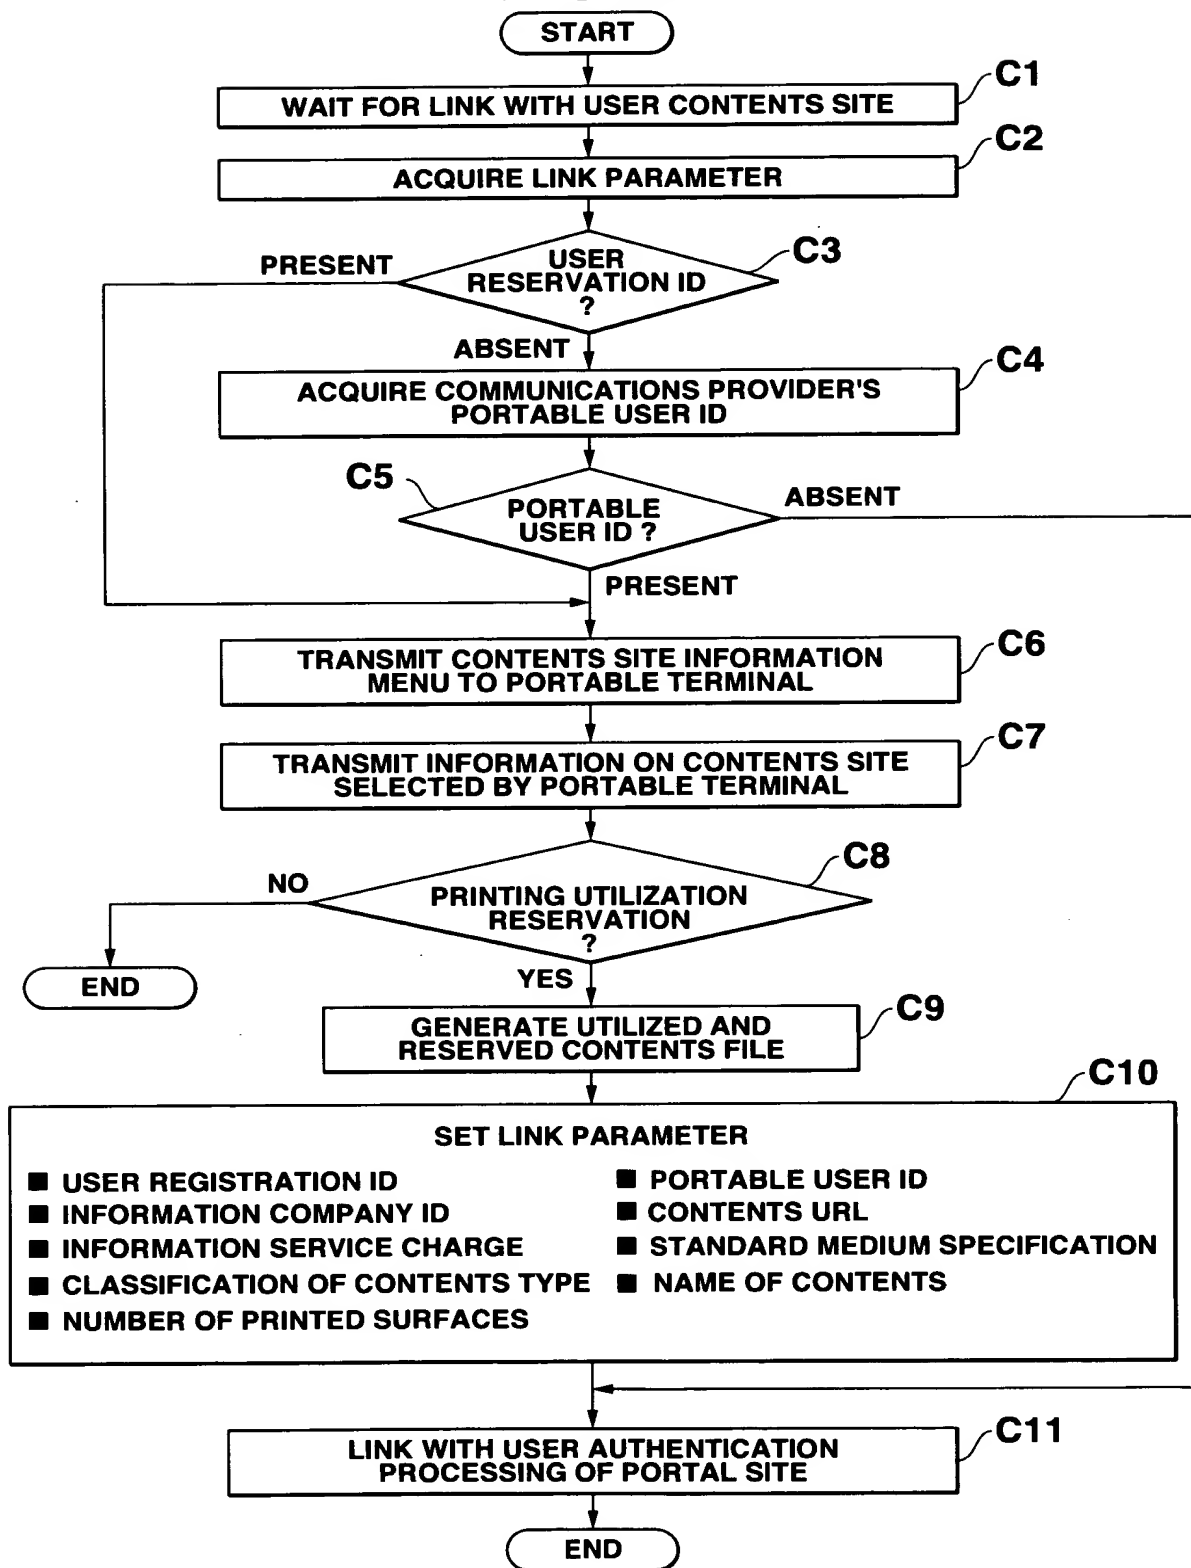 START
C1
WAIT FOR LINK WITH USER CONTENTS SITE
C2
ACQUIRE LINK PARAMETER
C3
PRESENT
USER
RESERVATION ID
?
ABSENT
C4
ACQUIRE COMMUNICATIONS PROVIDER'S
PORTABLE USER ID
C5
ABSENT
PORTABLE
USER ID ?
PRESENT
C6
TRANSMIT CONTENTS SITE INFORMATION
MENU TO PORTABLE TERMINAL
C7
TRANSMIT INFORMATION ON CONTENTS SITE
SELECTED BY PORTABLE TERMINAL
C8
NO
PRINTING UTILIZATION
RESERVATION
?
END
YES
C9
GENERATE UTILIZED AND
RESERVED CONTENTS FILE
C10
SET LINK PARAMETER
■ USER REGISTRATION ID
■ PORTABLE USER ID
■ INFORMATION COMPANY ID
■ CONTENTS URL
■ INFORMATION SERVICE CHARGE
■ STANDARD MEDIUM SPECIFICATION
■ CLASSIFICATION OF CONTENTS TYPE
■ NAME OF CONTENTS
■ NUMBER OF PRINTED SURFACES
C11
LINK WITH USER AUTHENTICATION
PROCESSING OF PORTAL SITE
END